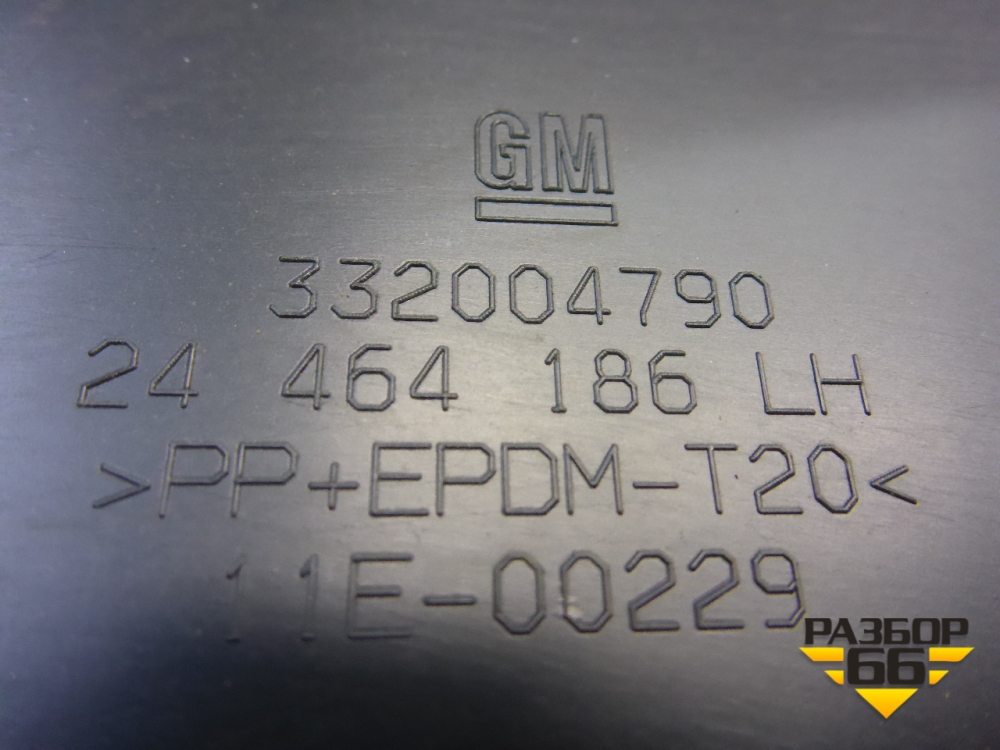 GM
332004790
24 464 186 LH
>PP+EPDM-T20<
11E-00229
РАЗБОР
66